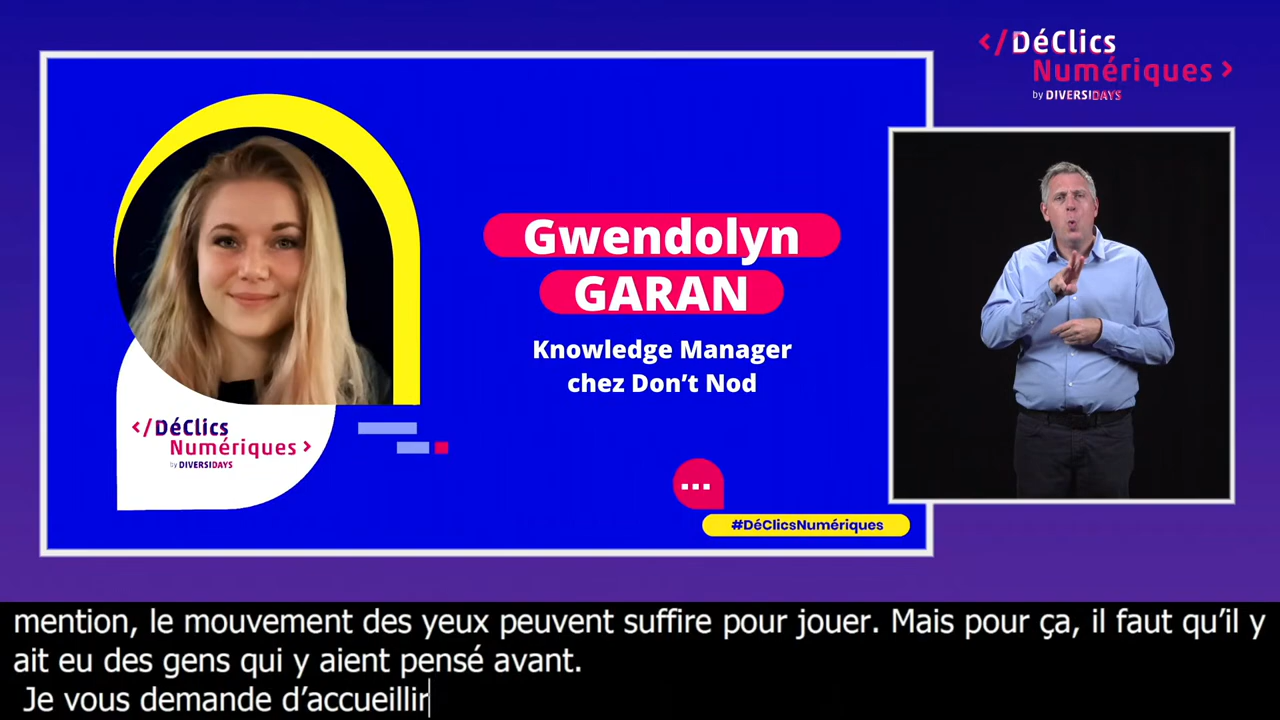 </DéClics
Numériques >
by DIVERSIDAYS
Gwendolyn
GARAN
Knowledge Manager
chez Don’t Nod
</DéClics
Numériques >
by DIVERSIDAYS
#DéClicsNumériques
mention, le mouvement des yeux peuvent suffire pour jouer. Mais pour ça, il faut qu’il y
ait eu des gens qui y aient pensé avant.
Je vous demande d’accueillir